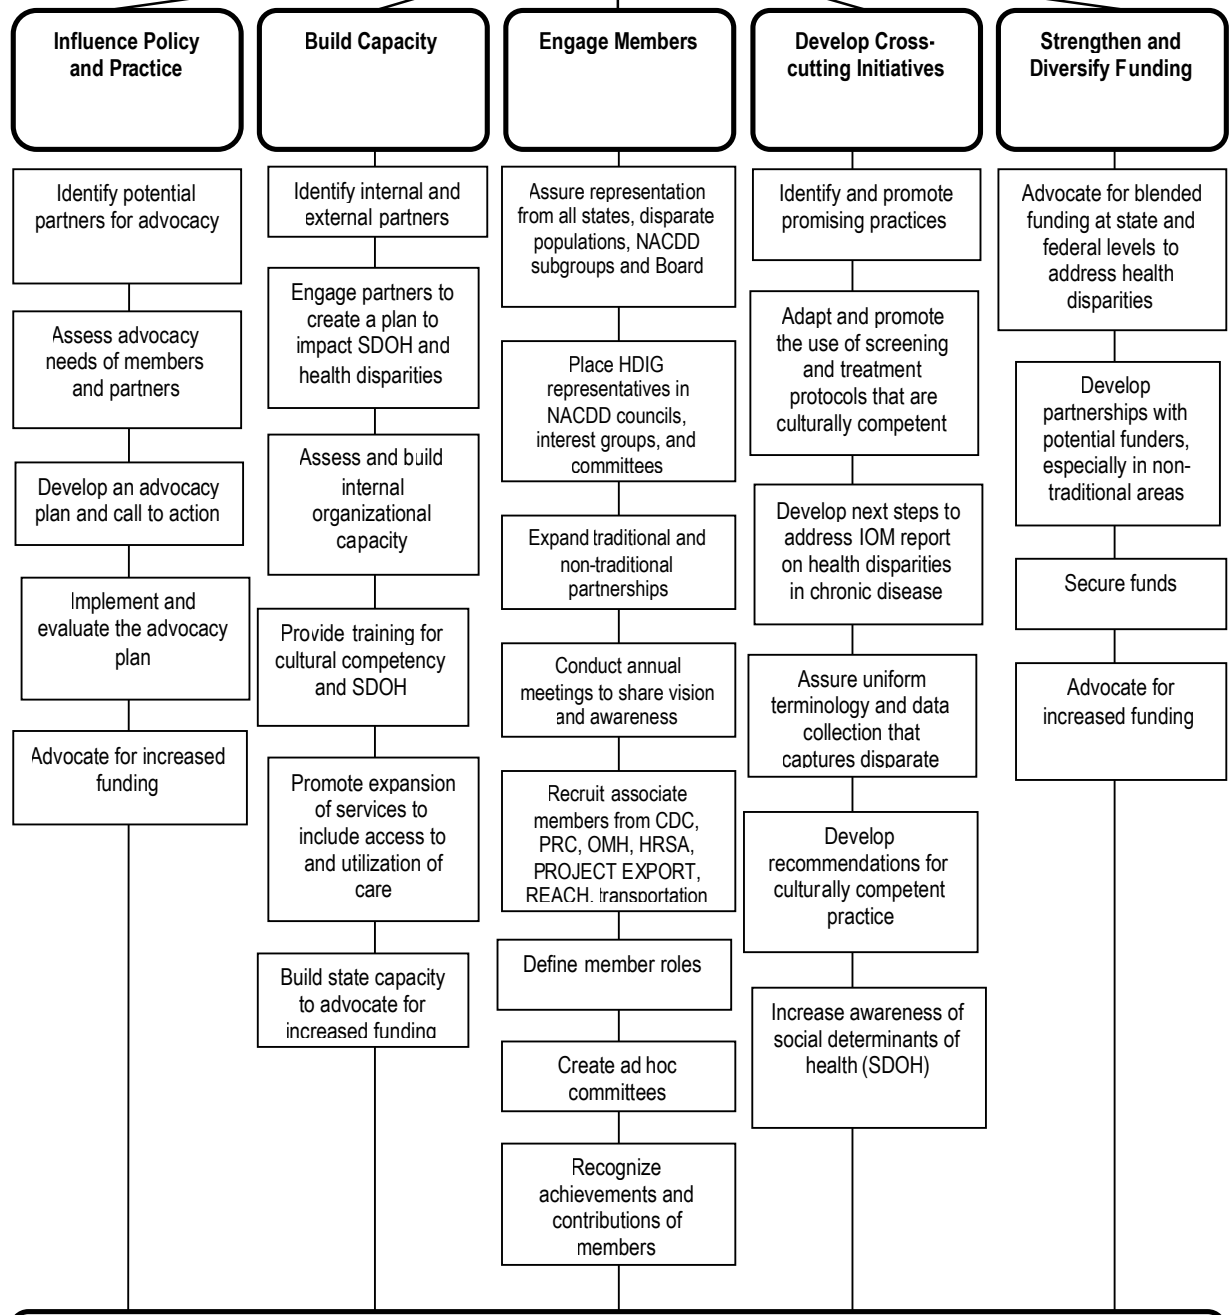 Influence Policy
and Practice
Identify potential
partners for advocacy
Assess advocacy
needs of members
and partners
Develop an advocacy
plan and call to action
Implement and
evaluate the advocacy
plan
Advocate for increased
funding
Build Capacity
Identify internal and
external partners
Engage partners to
create a plan to
impact SDOH and
health disparities
Assess and build
internal
organizational
capacity
Provide training for
cultural competency
and SDOH
Promote expansion
of services to
include access to
and utilization of
care
Build state capacity
to advocate for
increased funding
Engage Members
Assure representation
from all states, disparate
populations, NACDD
subgroups and Board
Place HDIG
representatives in
NACDD councils,
interest groups, and
committees
Expand traditional and
non-traditional
partnerships
Conduct annual
meetings to share vision
and awareness
Recruit associate
members from CDC,
PRC, OMH, HRSA,
PROJECT EXPORT,
REACH, transportation
Define member roles
Create ad hoc
committees
Recognize
achievements and
contributions of
members
Develop Cross-
cutting Initiatives
Identify and promote
promising practices
Adapt and promote
the use of screening
and treatment
protocols that are
culturally competent
Develop next steps to
address IOM report
on health disparities
in chronic disease
Assure uniform
terminology and data
collection that
captures disparate
Develop
recommendations for
culturally competent
practice
Increase awareness of
social determinants of
health (SDOH)
Strengthen and
Diversify Funding
Advocate for blended
funding at state and
federal levels to
address health
disparities
Develop
partnerships with
potential funders,
especially in non-
traditional areas
Secure funds
Advocate for
increased funding